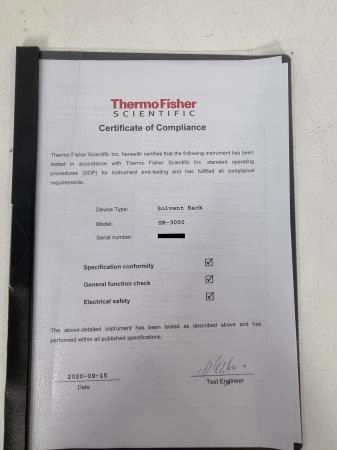 ThermoFisher
SCIENTIFIC
Certificate of Compliance
Thermo Fisher Scientific Inc. herewith certifies that the following instrument has been
tested in accordance with Thermo Fisher Scientific Inc. standard operating
procedures (SOP) for instrument end-testing and has fulfilled all compliance
requirements.
Device Type: Solvent Rack
Model: SR-3000
Serial number:
Specification conformity ☑
General function check ☑
Electrical safety ☑
The above-detailed instrument has been tested as described above and has
performed within all published specifications.
2020-09-15
Date Test Engineer